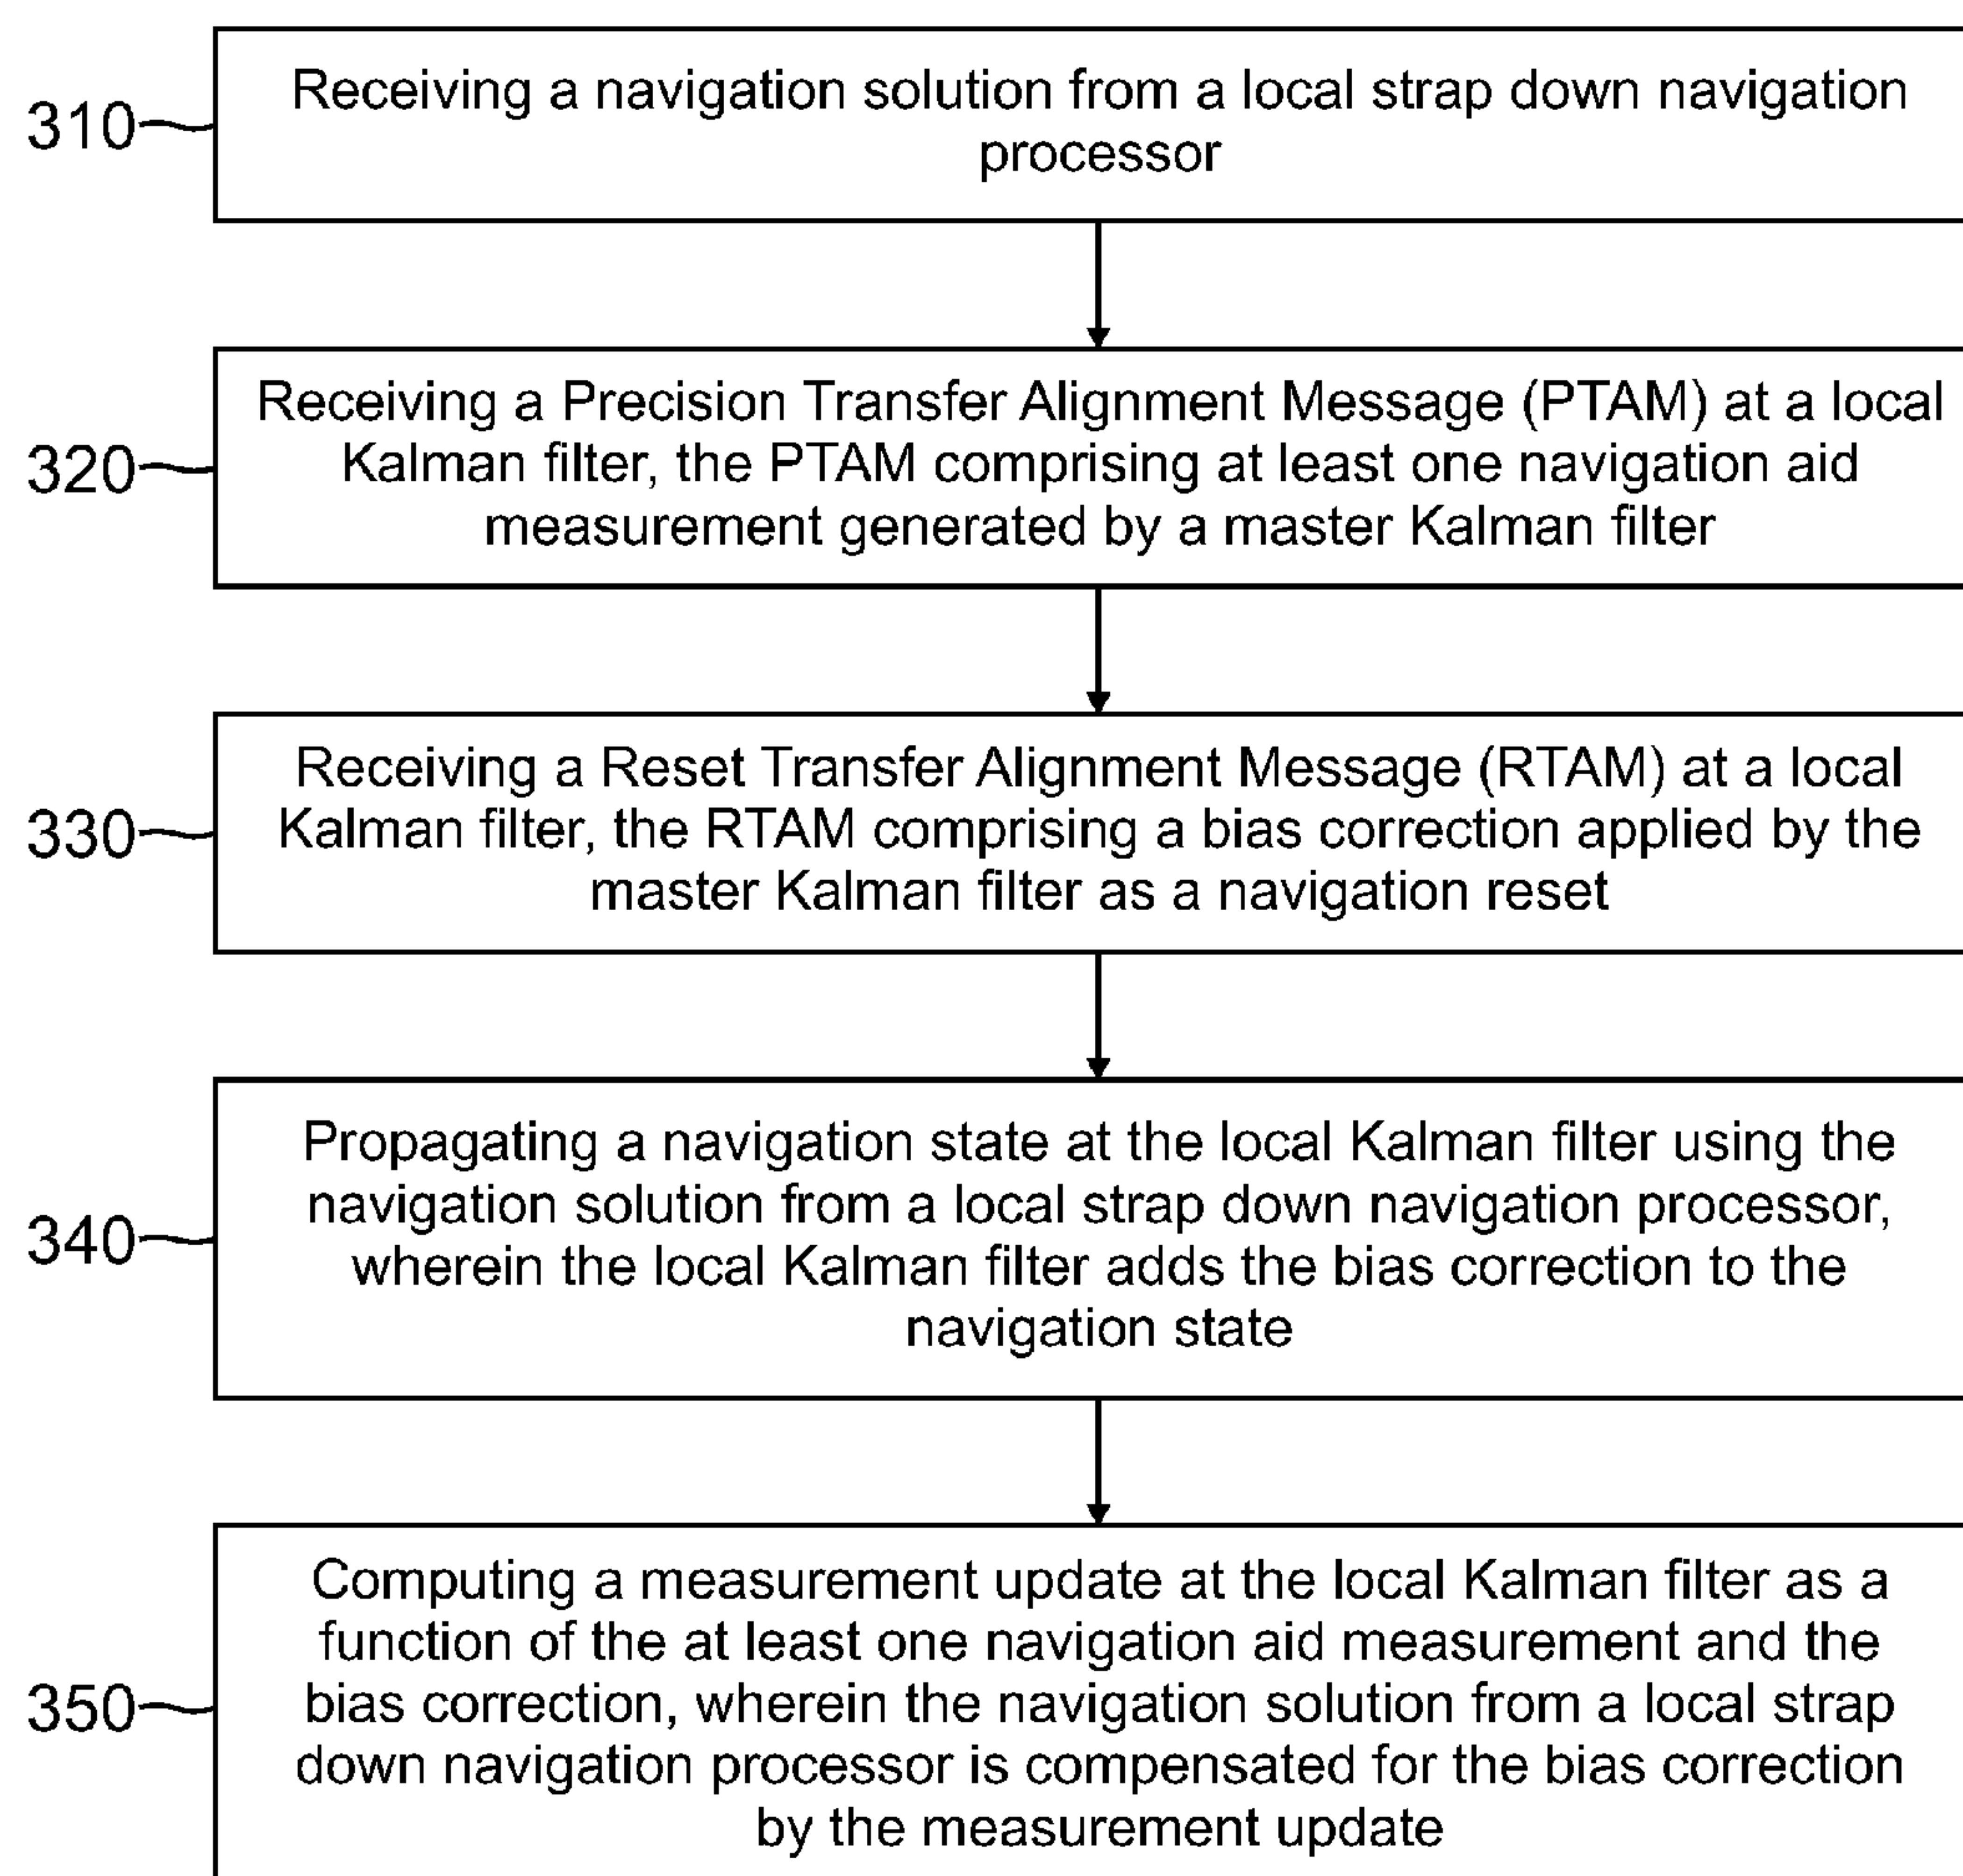 310
Receiving a navigation solution from a local strap down navigation
processor
320
Receiving a Precision Transfer Alignment Message (PTAM) at a local
Kalman filter, the PTAM comprising at least one navigation aid
measurement generated by a master Kalman filter
330
Receiving a Reset Transfer Alignment Message (RTAM) at a local
Kalman filter, the RTAM comprising a bias correction applied by the
master Kalman filter as a navigation reset
340
Propagating a navigation state at the local Kalman filter using the
navigation solution from a local strap down navigation processor,
wherein the local Kalman filter adds the bias correction to the
navigation state
350
Computing a measurement update at the local Kalman filter as a
function of the at least one navigation aid measurement and the
bias correction, wherein the navigation solution from a local strap
down navigation processor is compensated for the bias correction
by the measurement update